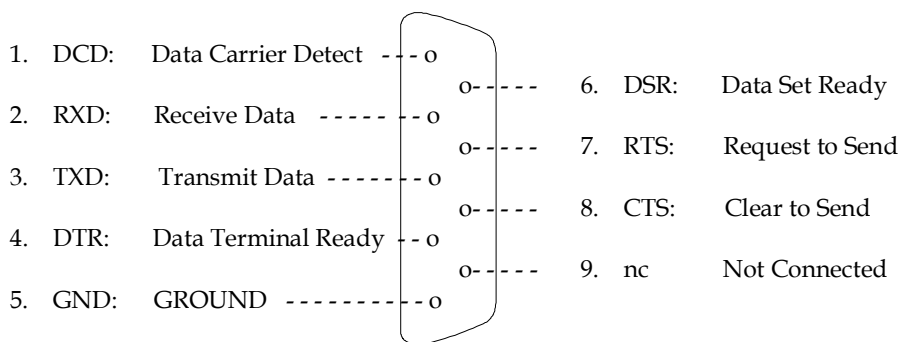 1. DCD: Data Carrier Detect
2. RXD: Receive Data
3. TXD: Transmit Data
4. DTR: Data Terminal Ready
5. GND: GROUND
6. DSR: Data Set Ready
7. RTS: Request to Send
8. CTS: Clear to Send
9. nc Not Connected